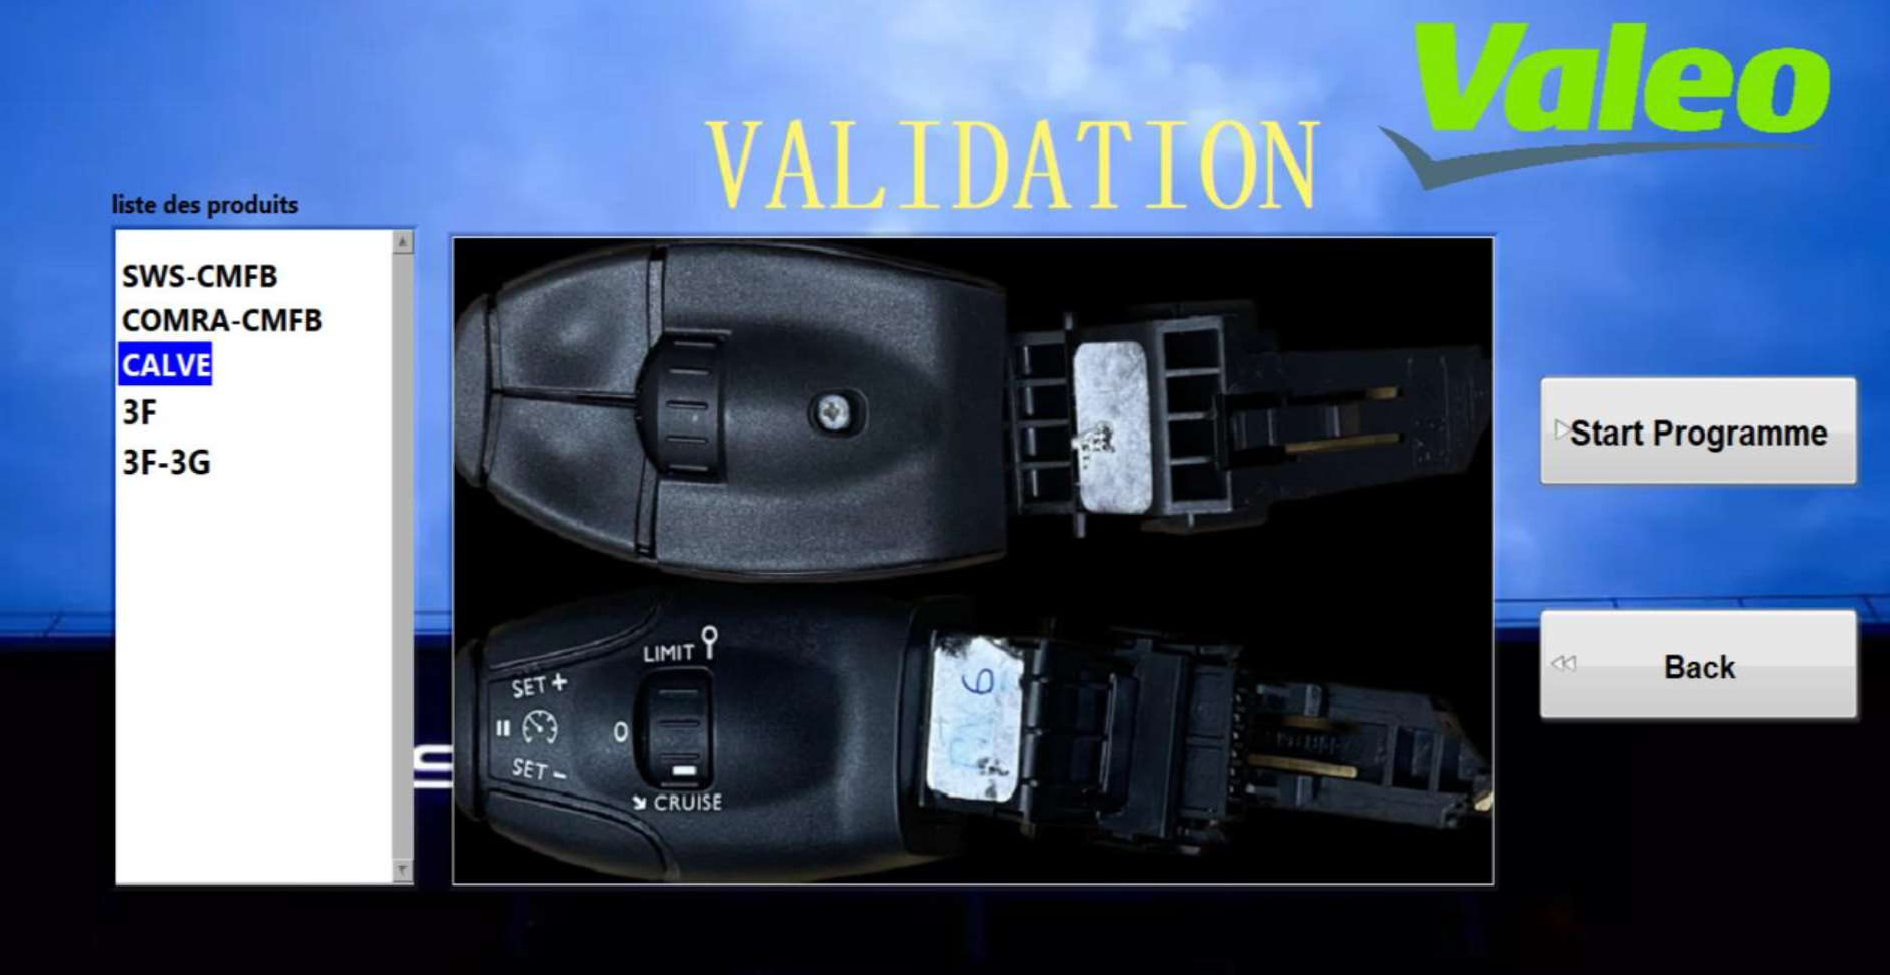 Valeo
VALIDATION
liste des produits
SWS-CMFB
COMRA-CMFB
CALVE
3F
3F-3G
LIMIT
SET +
O
SET -
CRUISE
6
Start Programme
Back